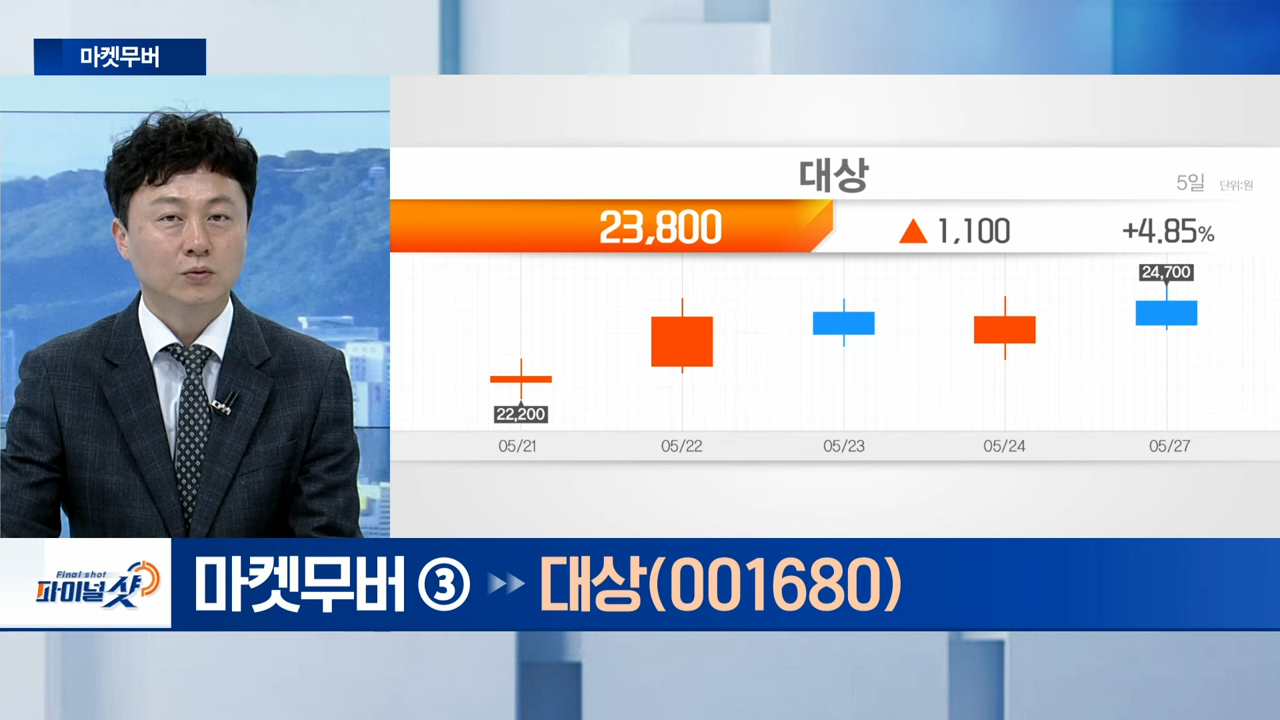 마켓무버
대상
5일 단위:원
23,800 ▲ 1,100 +4.85%
24,700
22,200
05/21 05/22 05/23 05/24 05/27
Final shot
파이널샷
마켓무버 ③ 대상(001680)